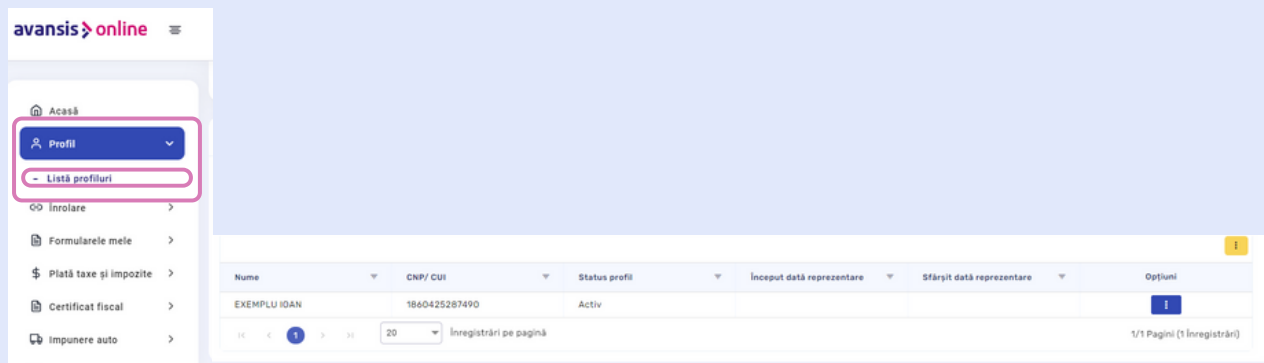 avansis online
Acasă
Profil
- Listă profiluri
Înrolare
Formularele mele
Plată taxe și impozite
Certificat fiscal
Impunere auto
Nume CNP/ CUI Status profil Început dată reprezentare Sfârșit dată reprezentare Opțiuni
EXEMPLU IOAN 1860425287490 Activ
1 20 Înregistrări pe pagină 1/1 Pagini (1 Înregistrări)